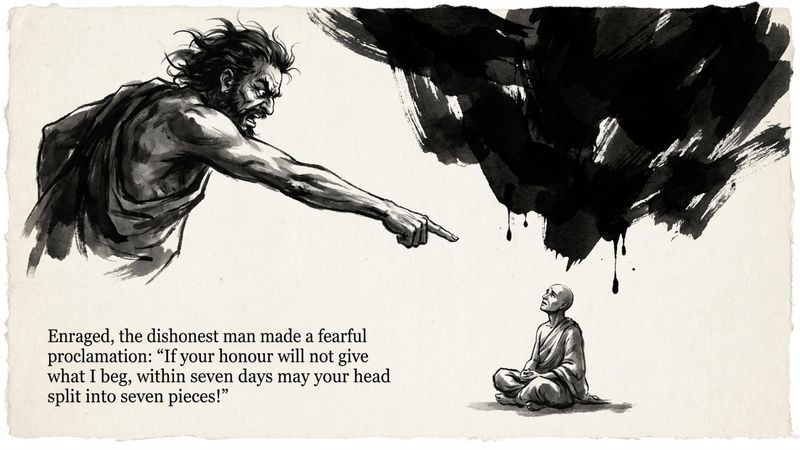 Enraged, the dishonest man made a fearful
proclamation: “If your honour will not give
what I beg, within seven days may your head
split into seven pieces!”